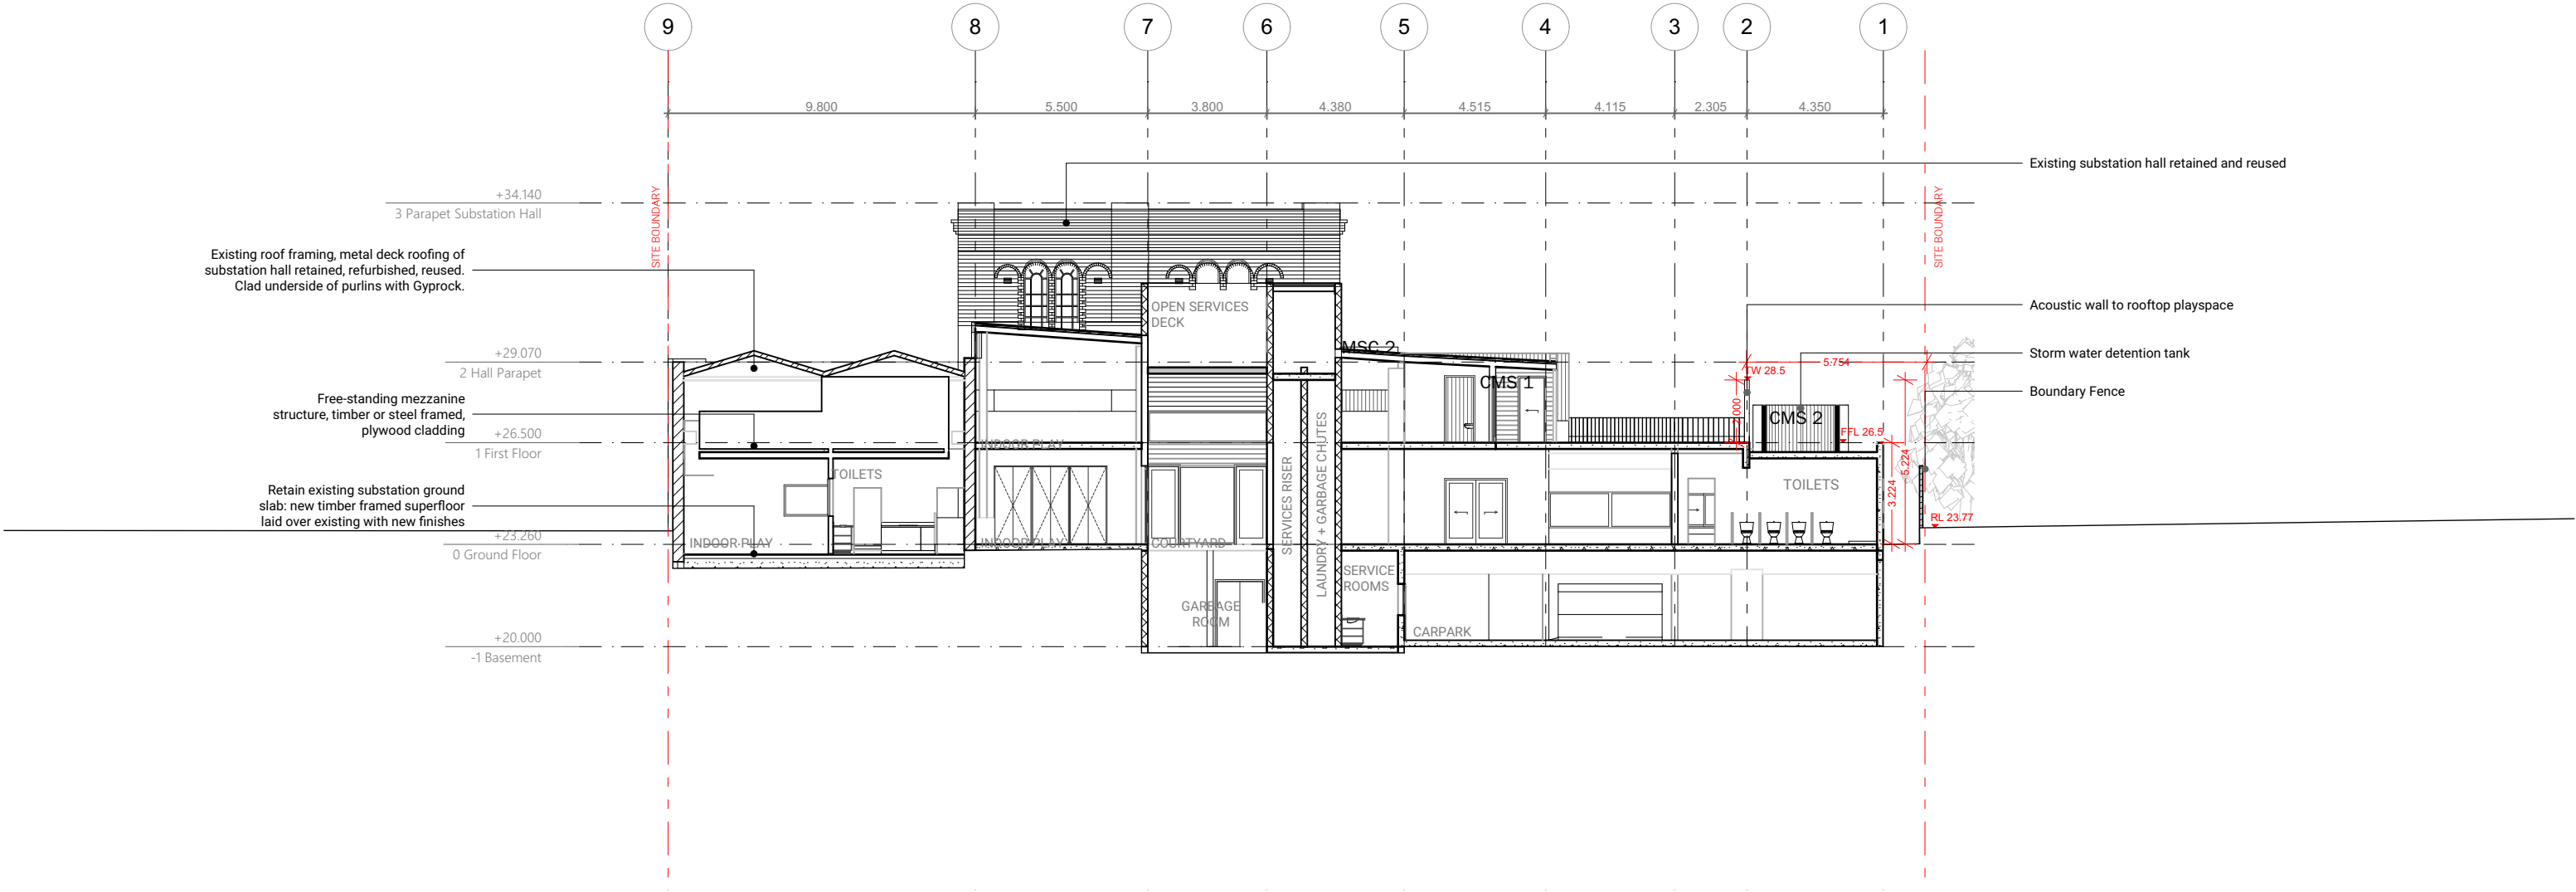 9 8 7 6 5 4 3 2 1
9.800 5.500 3.800 4.380 4.515 4.115 2.305 4.350
Existing substation hall retained and reused
SITE BOUNDARY
SITE BOUNDARY
+34.140
3 Parapet Substation Hall
Existing roof framing, metal deck roofing of
substation hall retained, refurbished, reused.
Clad underside of purlins with Gyprock.
OPEN SERVICES
DECK
Acoustic wall to rooftop playspace
MSC 2
+29.070
2 Hall Parapet
Storm water detention tank
5.754
TW 28.5
CMS 1
Boundary Fence
Free-standing mezzanine
structure, timber or steel framed,
plywood cladding
CMS 2
FFL 26.5
+26.500
1 First Floor
INDOOR PLAY
LAUNDRY + GARBAGE CHUTES
SERVICES RISER
5.224
3.224
TOILETS
TOILETS
Retain existing substation ground
slab: new timber framed superfloor
laid over existing with new finishes
RL 23.77
+23.260
0 Ground Floor
INDOOR PLAY
INDOOR PLAY
COURTYARD
SERVICE
ROOMS
GARBAGE
ROOM
CARPARK
+20.000
-1 Basement